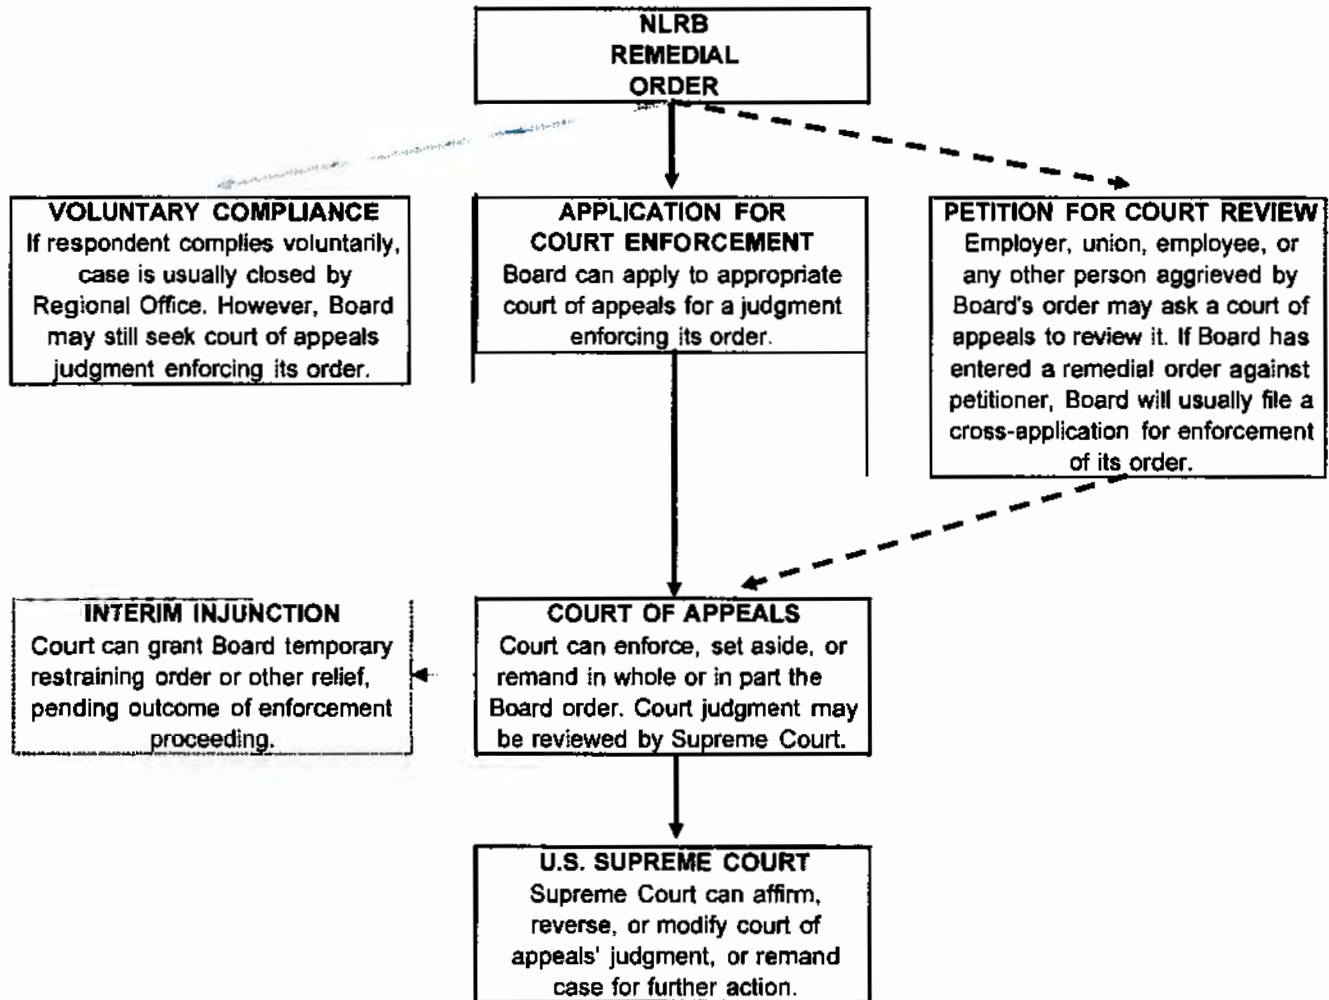 NLRB
REMEDIAL
ORDER
VOLUNTARY COMPLIANCE
If respondent complies voluntarily,
case is usually closed by
Regional Office. However, Board
may still seek court of appeals
judgment enforcing its order.
APPLICATION FOR
COURT ENFORCEMENT
Board can apply to appropriate
court of appeals for a judgment
enforcing its order.
PETITION FOR COURT REVIEW
Employer, union, employee, or
any other person aggrieved by
Board's order may ask a court of
appeals to review it. If Board has
entered a remedial order against
petitioner, Board will usually file a
cross-application for enforcement
of its order.
INTERIM INJUNCTION
Court can grant Board temporary
restraining order or other relief,
pending outcome of enforcement
proceeding.
COURT OF APPEALS
Court can enforce, set aside, or
remand in whole or in part the
Board order. Court judgment may
be reviewed by Supreme Court.
U.S. SUPREME COURT
Supreme Court can affirm,
reverse, or modify court of
appeals' judgment, or remand
case for further action.